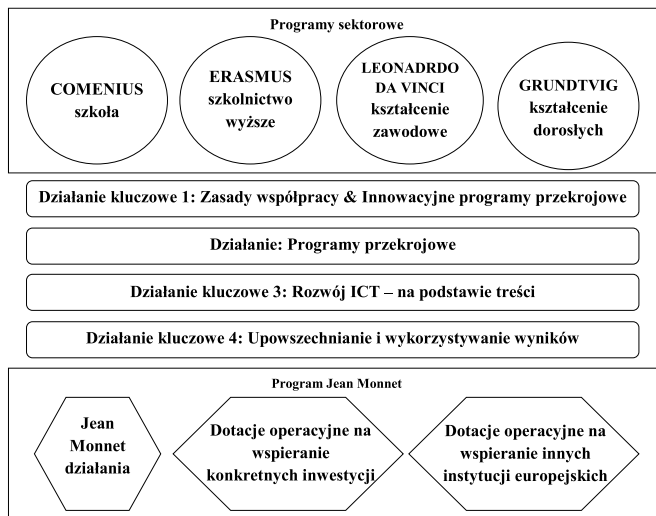 Programy sektorowe
COMENIUS
szkoła
ERASMUS
szkolnictwo
wyższe
LEONADRDO
DA VINCI
kształcenie
zawodowe
GRUNDTVIG
kształcenie
dorosłych
Działanie kluczowe 1: Zasady współpracy & Innowacyjne programy przekrojowe
Działanie: Programy przekrojowe
Działanie kluczowe 3: Rozwój ICT – na podstawie treści
Działanie kluczowe 4: Upowszechnianie i wykorzystywanie wyników
Program Jean Monnet
Jean
Monnet
działania
Dotacje operacyjne na
wspieranie
konkretnych inwestycji
Dotacje operacyjne na
wspieranie innych
instytucji europejskich